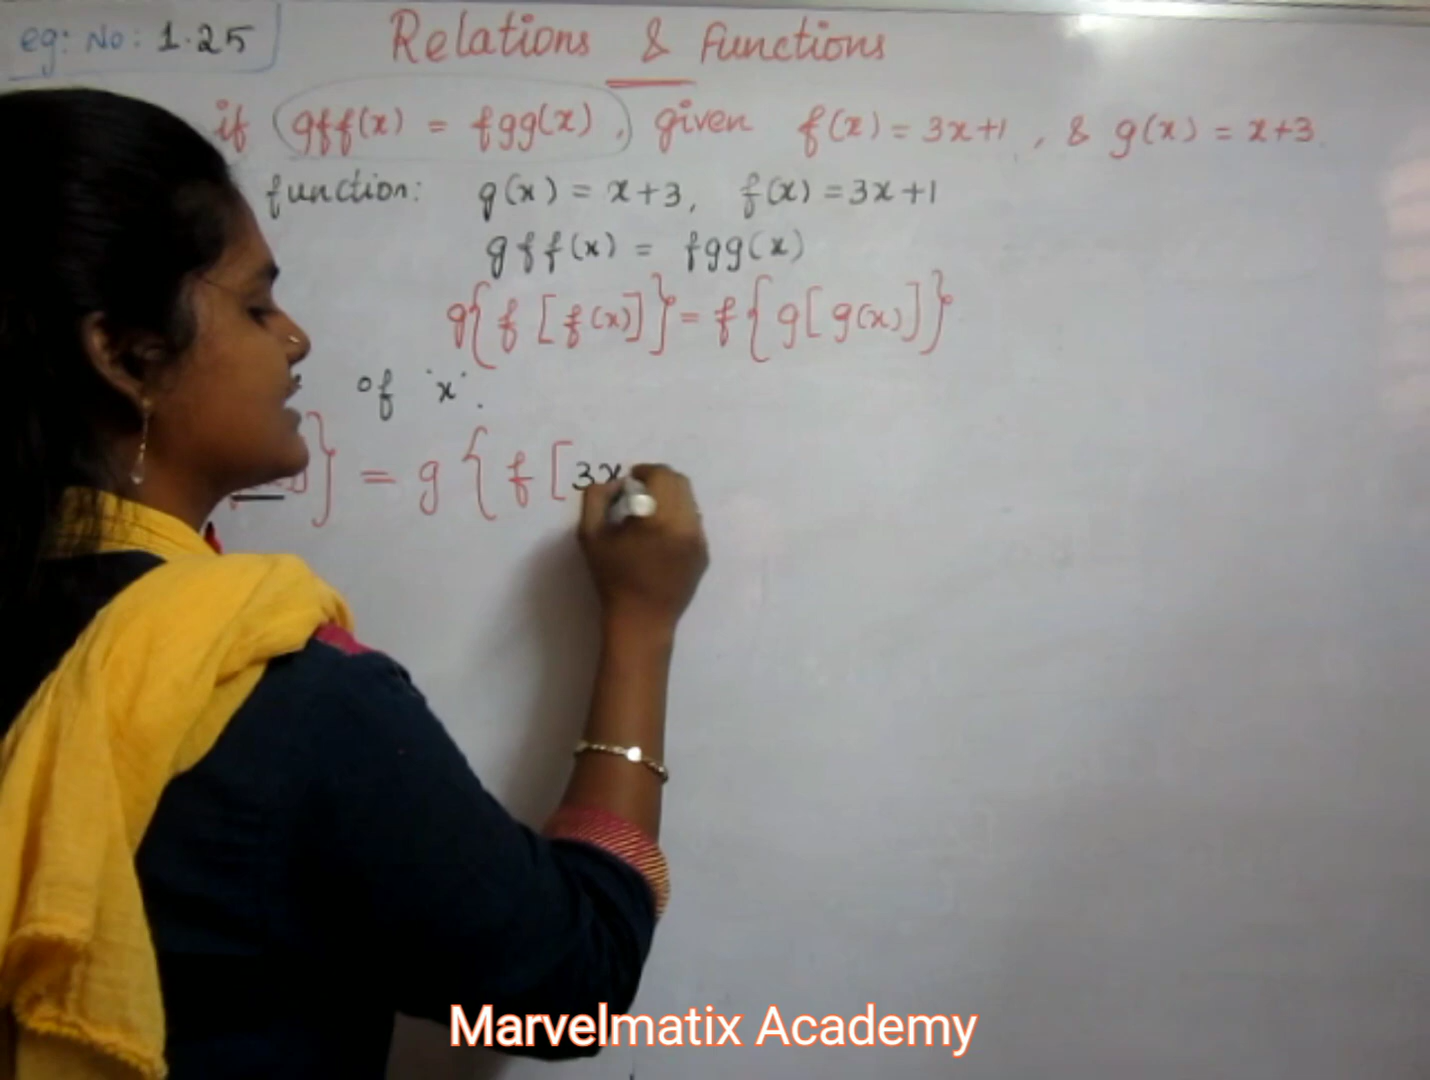 eg: No: 1.25
Relations & functions
if gff(x) = fgg(x), given f(x) = 3x+1, & g(x) = x+3
function: g(x) = x+3, f(x) = 3x+1
gff(x) = fgg(x)
g{f[f(x)]} = f{g[g(x)]}
of 'x'.
]} = g{f[3x
Marvelmatix Academy